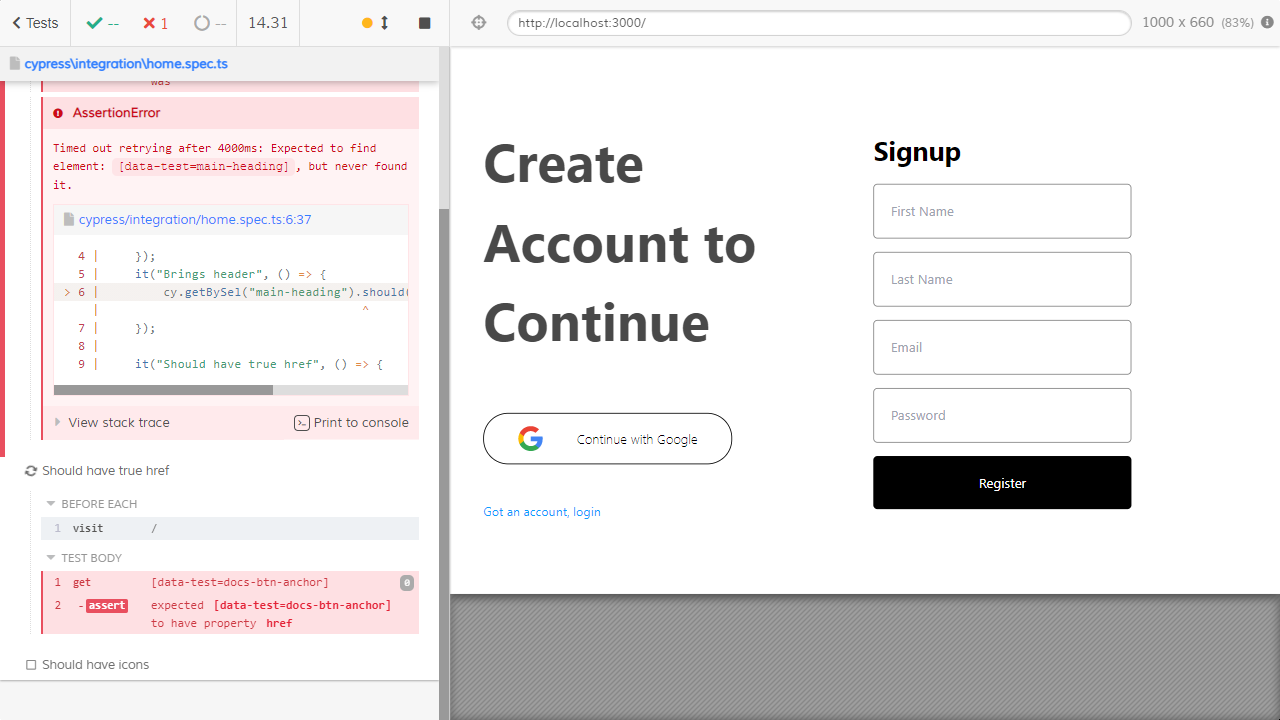 Tests
--
1
--
14.31
http://localhost:3000/
1000 x 660 (83%)
cypress\integration\home.spec.ts
was
AssertionError
Timed out retrying after 4000ms: Expected to find
element: [data-test=main-heading], but never found
it.
cypress/integration/home.spec.ts:6:37
4 | });
5 | it("Brings header", () => {
> 6 | cy.getBySel("main-heading").should(
| ^
7 | });
8 |
9 | it("Should have true href", () => {
View stack trace
Print to console
Should have true href
BEFORE EACH
1 visit /
TEST BODY
1 get [data-test=docs-btn-anchor] 0
2 -assert expected [data-test=docs-btn-anchor]
to have property href
Should have icons
Create
Account to
Continue
Continue with Google
Got an account, login
Signup
First Name
Last Name
Email
Password
Register